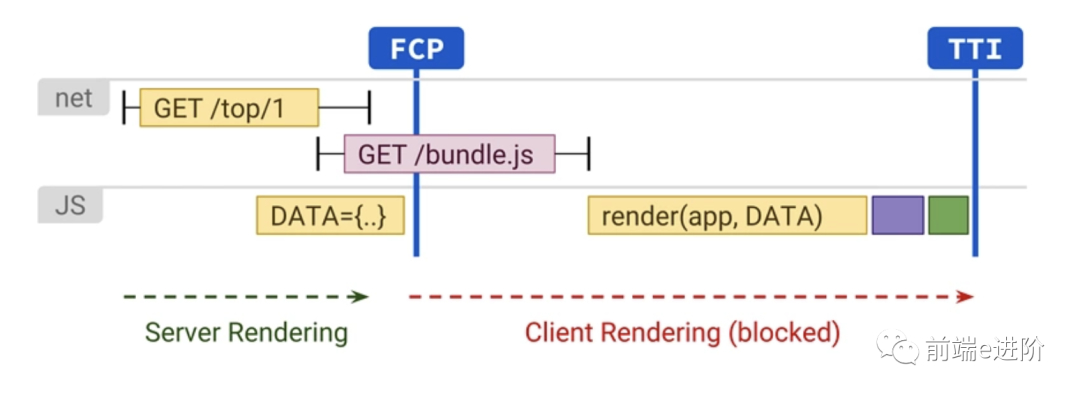 FCP
TTI
net
GET /top/1
GET /bundle.js
JS
DATA={..}
render(app, DATA)
Server Rendering
Client Rendering (blocked)
前端e进阶